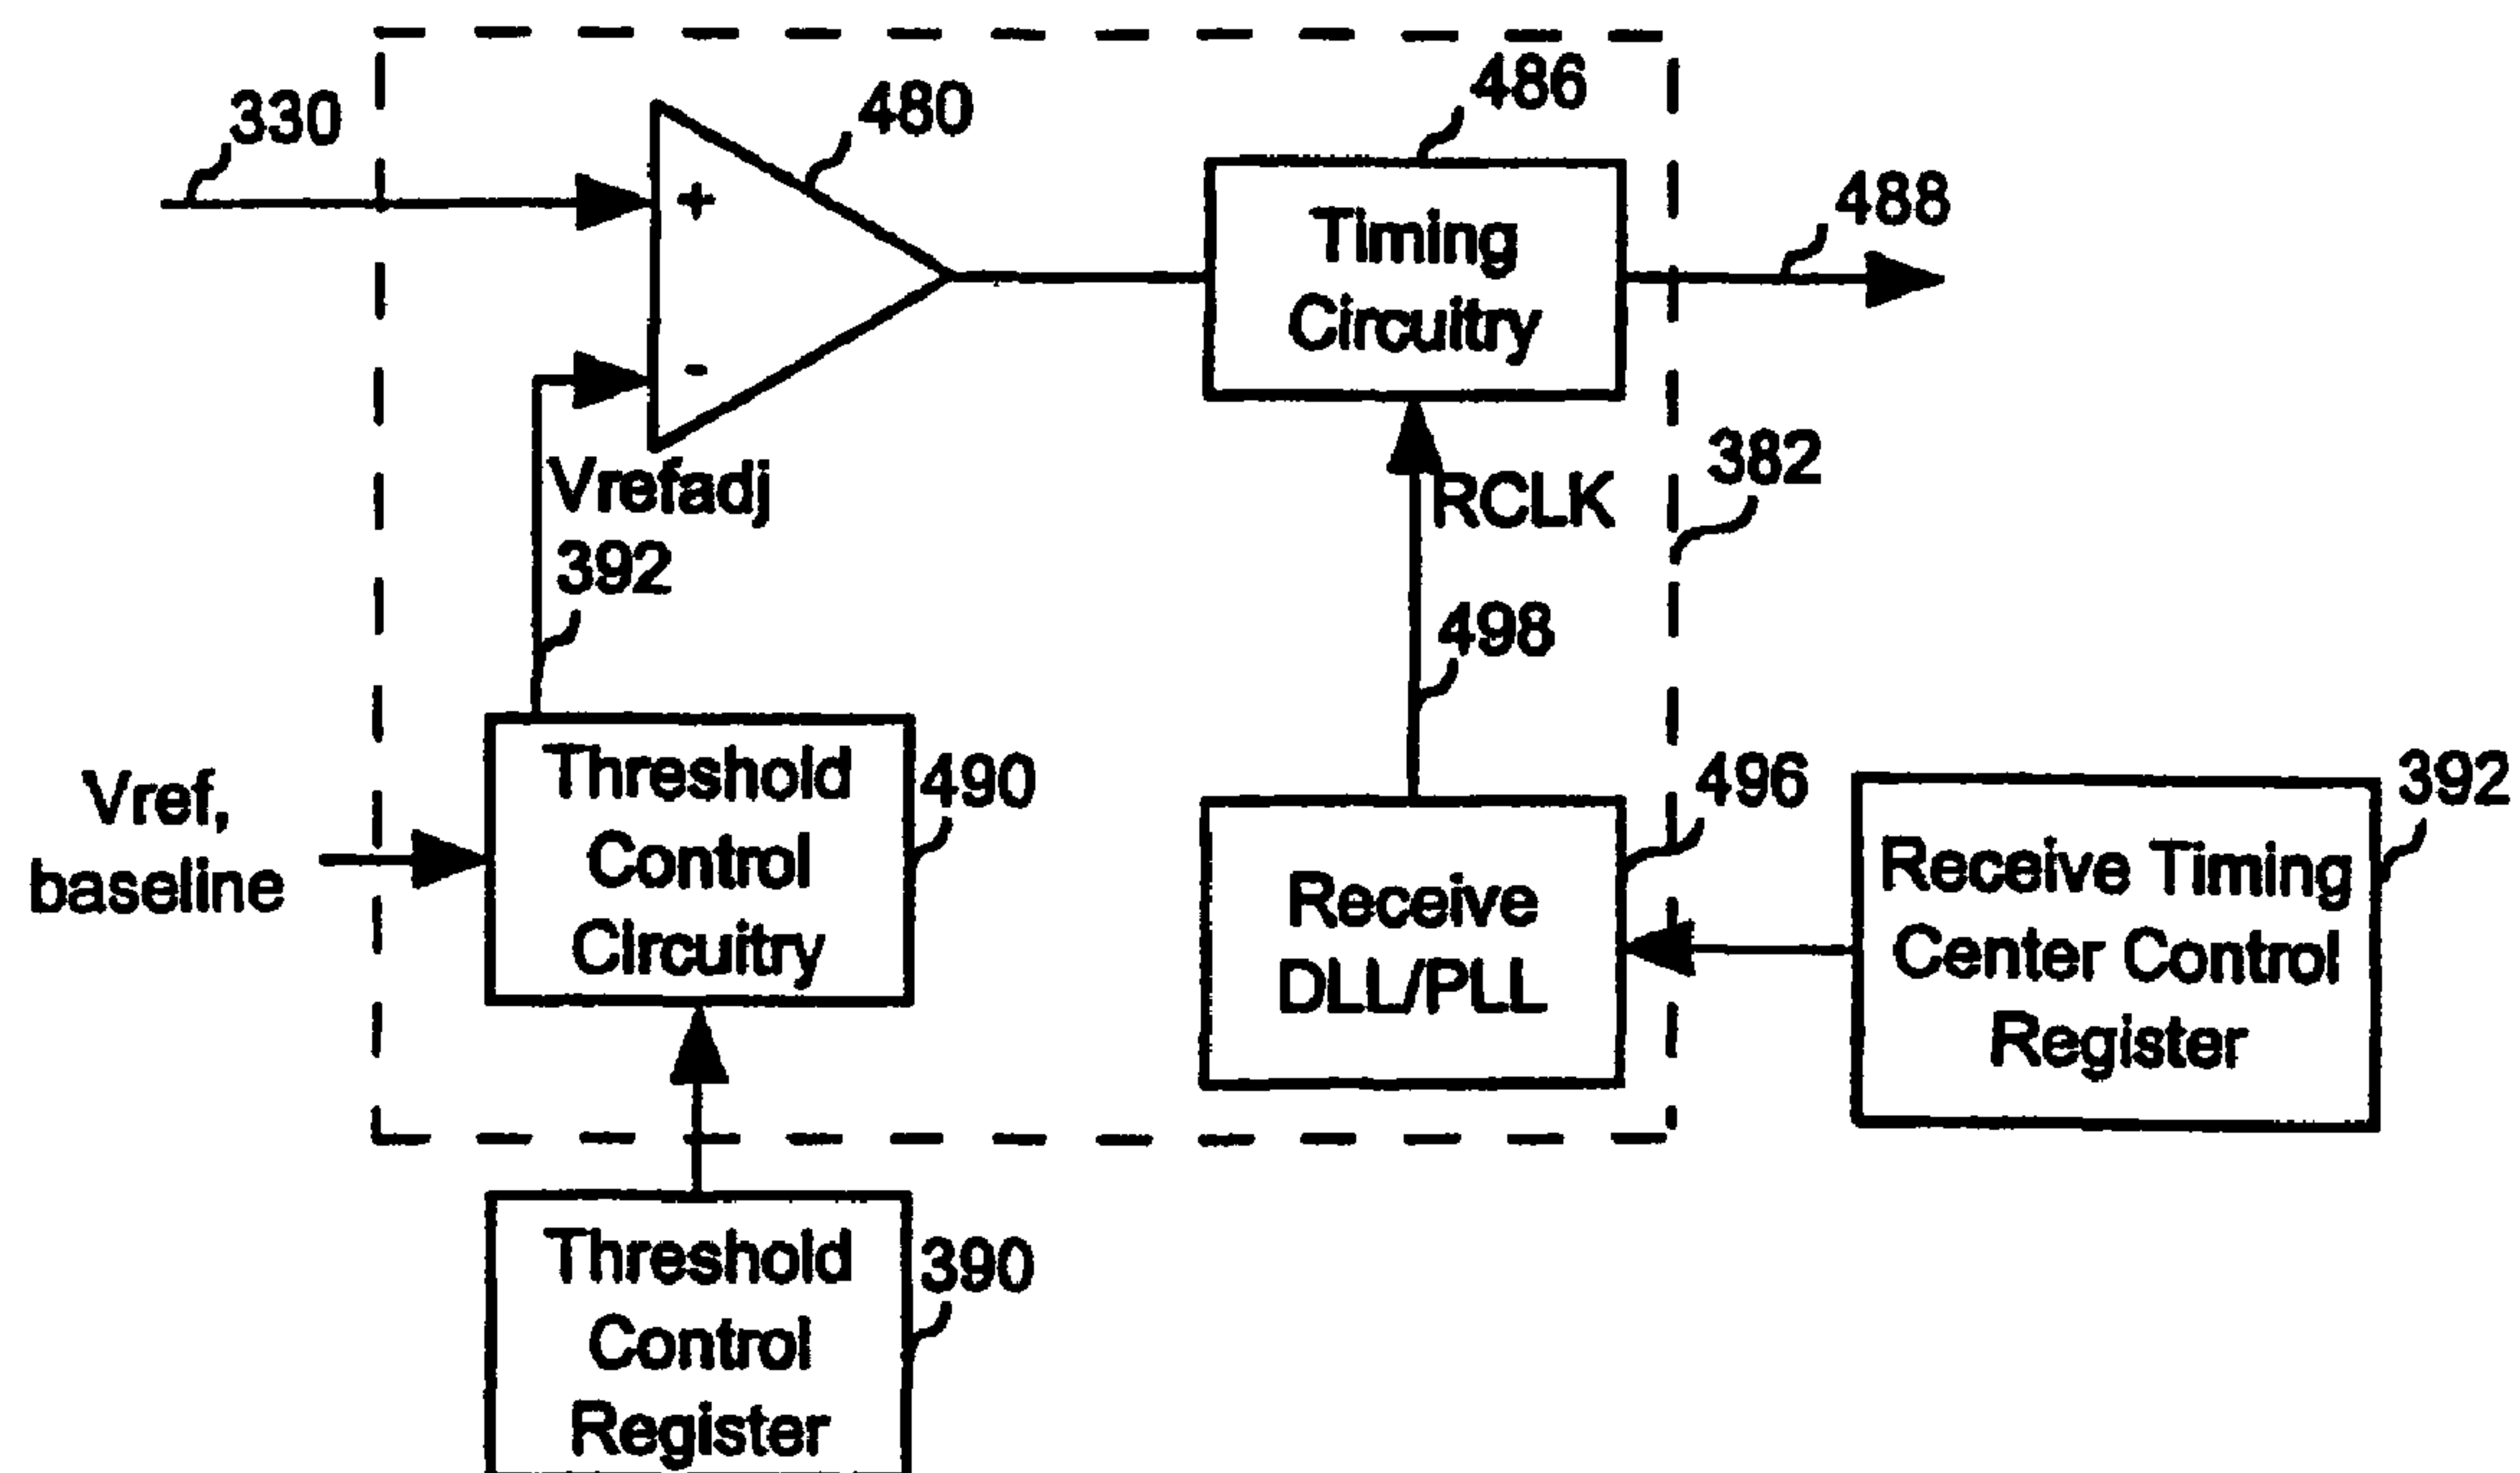 486
480
330
+
488
Timing
Circuitry
-
382
Vrefadj
RCLK
392
498
Threshold
490
496
392
Vref,
baseline
Control
Circuitry
Receive
DLL/PLL
Receive Timing
Center Control
Register
Threshold
390
Control
Register